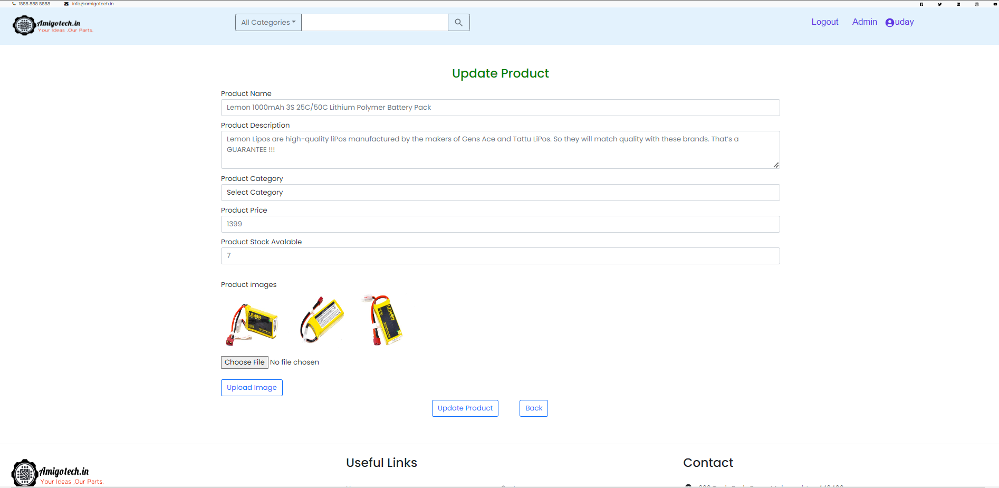 1888 888 8888 info@amigotech.in
Amigotech.in
Your Ideas ,Our Parts.
All Categories
Logout Admin uday
Update Product
Product Name
Lemon 1000mAh 3S 25C/50C Lithium Polymer Battery Pack
Product Description
Lemon Lipos are high-quality liPos manufactured by the makers of Gens Ace and Tattu LiPos. So they will match quality with these brands. That's a
GUARANTEE !!!
Product Category
Select Category
Product Price
1399
Product Stock Avalable
7
Product images
LEMON
LEMON
Choose File No file chosen
Upload Image
Update Product Back
Amigotech.in
Your Ideas ,Our Parts.
Useful Links
Contact